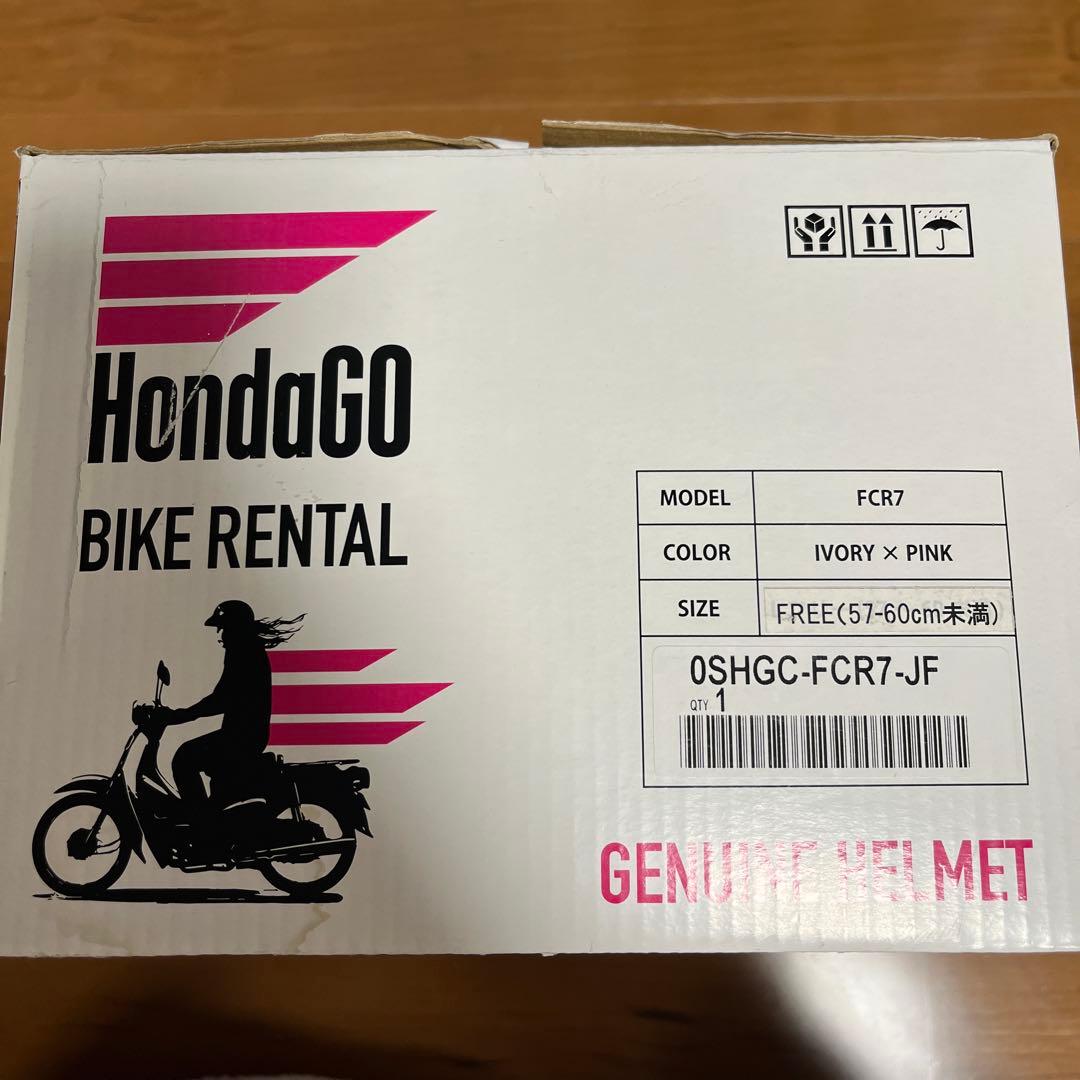 HondaGO
BIKE RENTAL
MODEL FCR7
COLOR IVORY × PINK
SIZE FREE(57-60cm未満)
0SHGC-FCR7-JF
QTY 1
GENUINE HELMET